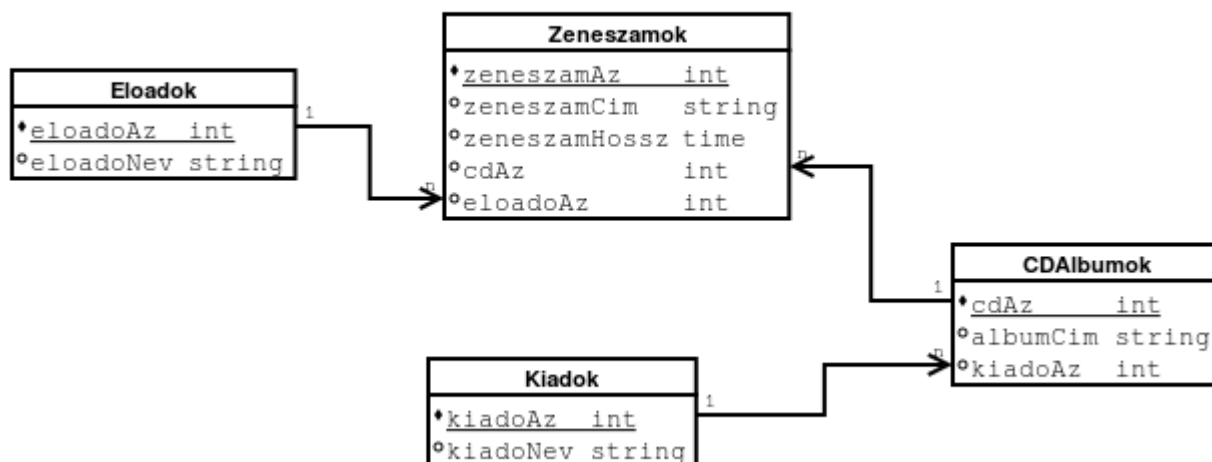 Zeneszamok
zeneszamAz int
zeneszamCim string
zeneszamHossz time
cdAz int
eloadoAz int
n
n
Eloadok
eloadoAz int
eloadoNev string
1
CDAlbumok
cdAz int
albumCim string
kiadoAz int
1
n
Kiadok
kiadoAz int
kiadoNev string
1